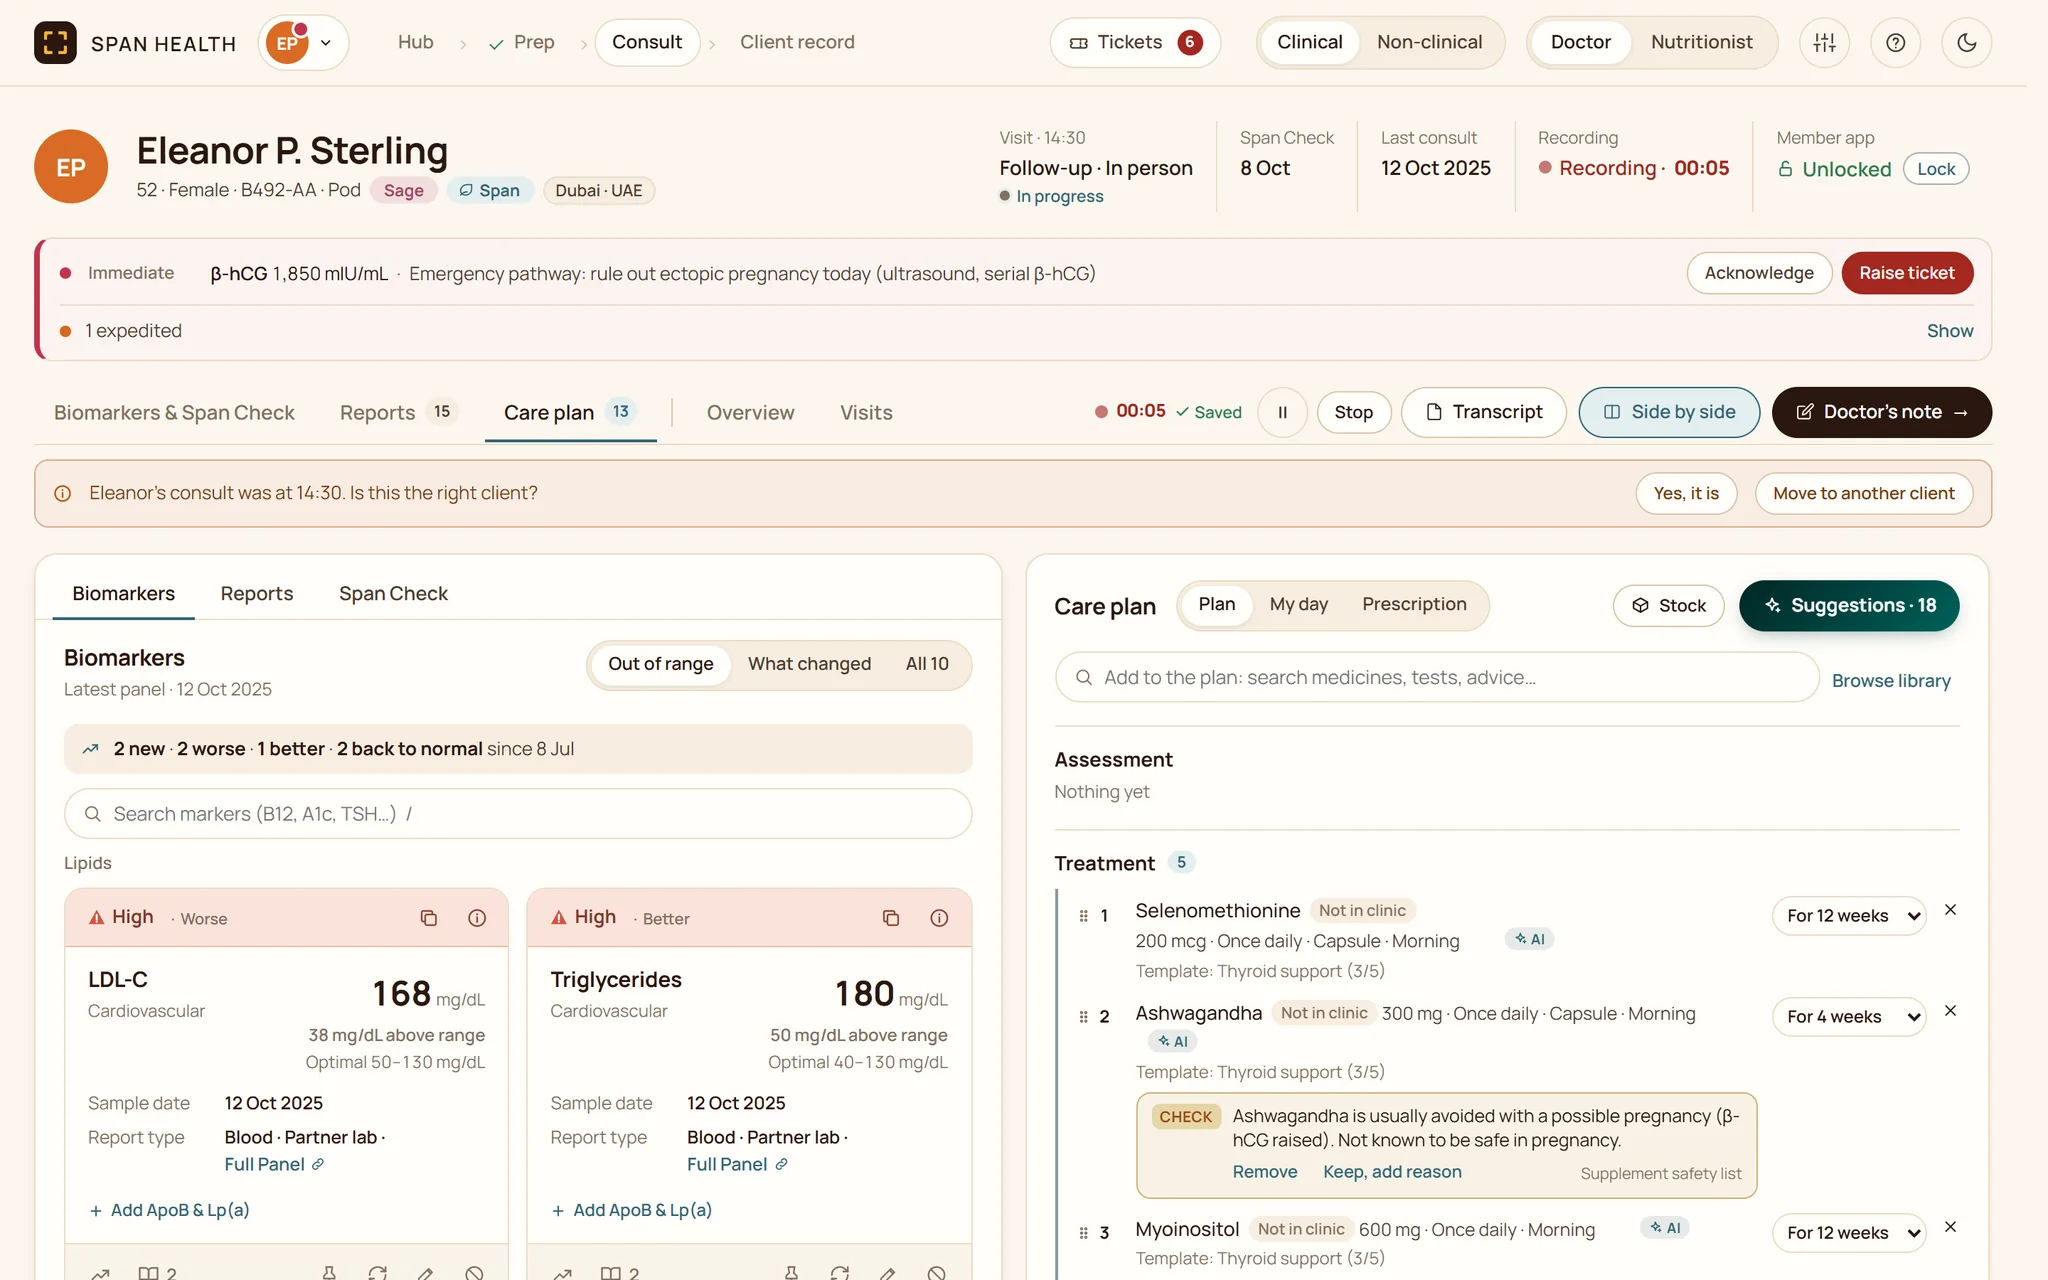 SPAN HEALTH
EP
Hub
Prep
Consult
Client record
Tickets 6
Clinical
Non-clinical
Doctor
Nutritionist
EP
Eleanor P. Sterling
52 · Female · B492-AA · Pod Sage Span Dubai · UAE
Visit · 14:30
Follow-up · In person
In progress
Span Check
8 Oct
Last consult
12 Oct 2025
Recording
Recording · 00:05
Member app
Unlocked
Lock
Immediate β-hCG 1,850 mIU/mL · Emergency pathway: rule out ectopic pregnancy today (ultrasound, serial β-hCG)
Acknowledge
Raise ticket
1 expedited
Show
Biomarkers & Span Check
Reports 15
Care plan 13
Overview
Visits
00:05 Saved
Stop
Transcript
Side by side
Doctor's note →
Eleanor's consult was at 14:30. Is this the right client?
Yes, it is
Move to another client
Biomarkers
Reports
Span Check
Biomarkers
Latest panel · 12 Oct 2025
Out of range
What changed
All 10
2 new · 2 worse · 1 better · 2 back to normal since 8 Jul
Search markers (B12, A1c, TSH...) /
Lipids
High · Worse
LDL-C
Cardiovascular
168 mg/dL
38 mg/dL above range
Optimal 50–130 mg/dL
Sample date 12 Oct 2025
Report type Blood · Partner lab ·
Full Panel
+ Add ApoB & Lp(a)
2
High · Better
Triglycerides
Cardiovascular
180 mg/dL
50 mg/dL above range
Optimal 40–130 mg/dL
Sample date 12 Oct 2025
Report type Blood · Partner lab ·
Full Panel
+ Add ApoB & Lp(a)
2
Care plan
Plan
My day
Prescription
Stock
Suggestions · 18
Add to the plan: search medicines, tests, advice...
Browse library
Assessment
Nothing yet
Treatment 5
1 Selenomethionine Not in clinic
200 mcg · Once daily · Capsule · Morning AI
Template: Thyroid support (3/5)
For 12 weeks
2 Ashwagandha Not in clinic 300 mg · Once daily · Capsule · Morning
AI
Template: Thyroid support (3/5)
For 4 weeks
CHECK Ashwagandha is usually avoided with a possible pregnancy (β-
hCG raised). Not known to be safe in pregnancy.
Remove Keep, add reason Supplement safety list
3 Myoinositol Not in clinic 600 mg · Once daily · Morning AI
Template: Thyroid support (3/5)
For 12 weeks